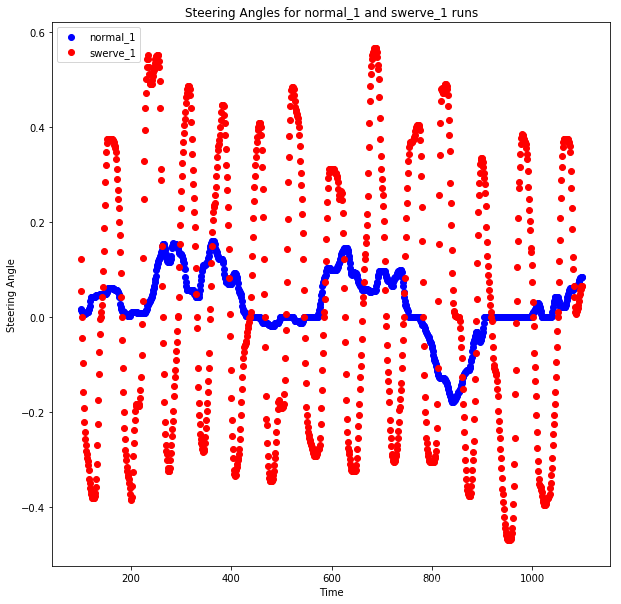 Steering Angles for normal_1 and swerve_1 runs
normal_1
swerve_1
0.6
0.4
0.2
0.0
−0.2
−0.4
Steering Angle
200
400
600
800
1000
Time